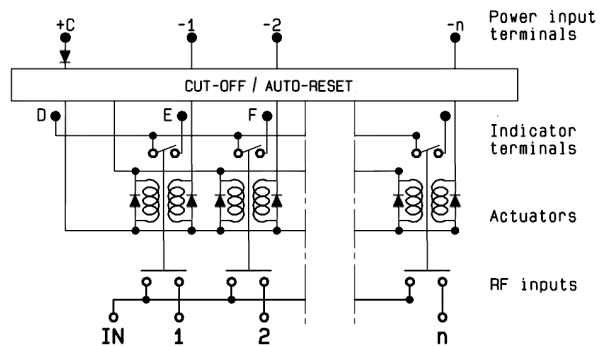 +C -1 -2 -n Power input
terminals
CUT-OFF / AUTO-RESET
D E F Indicator
terminals
Actuators
RF inputs
IN 1 2 n